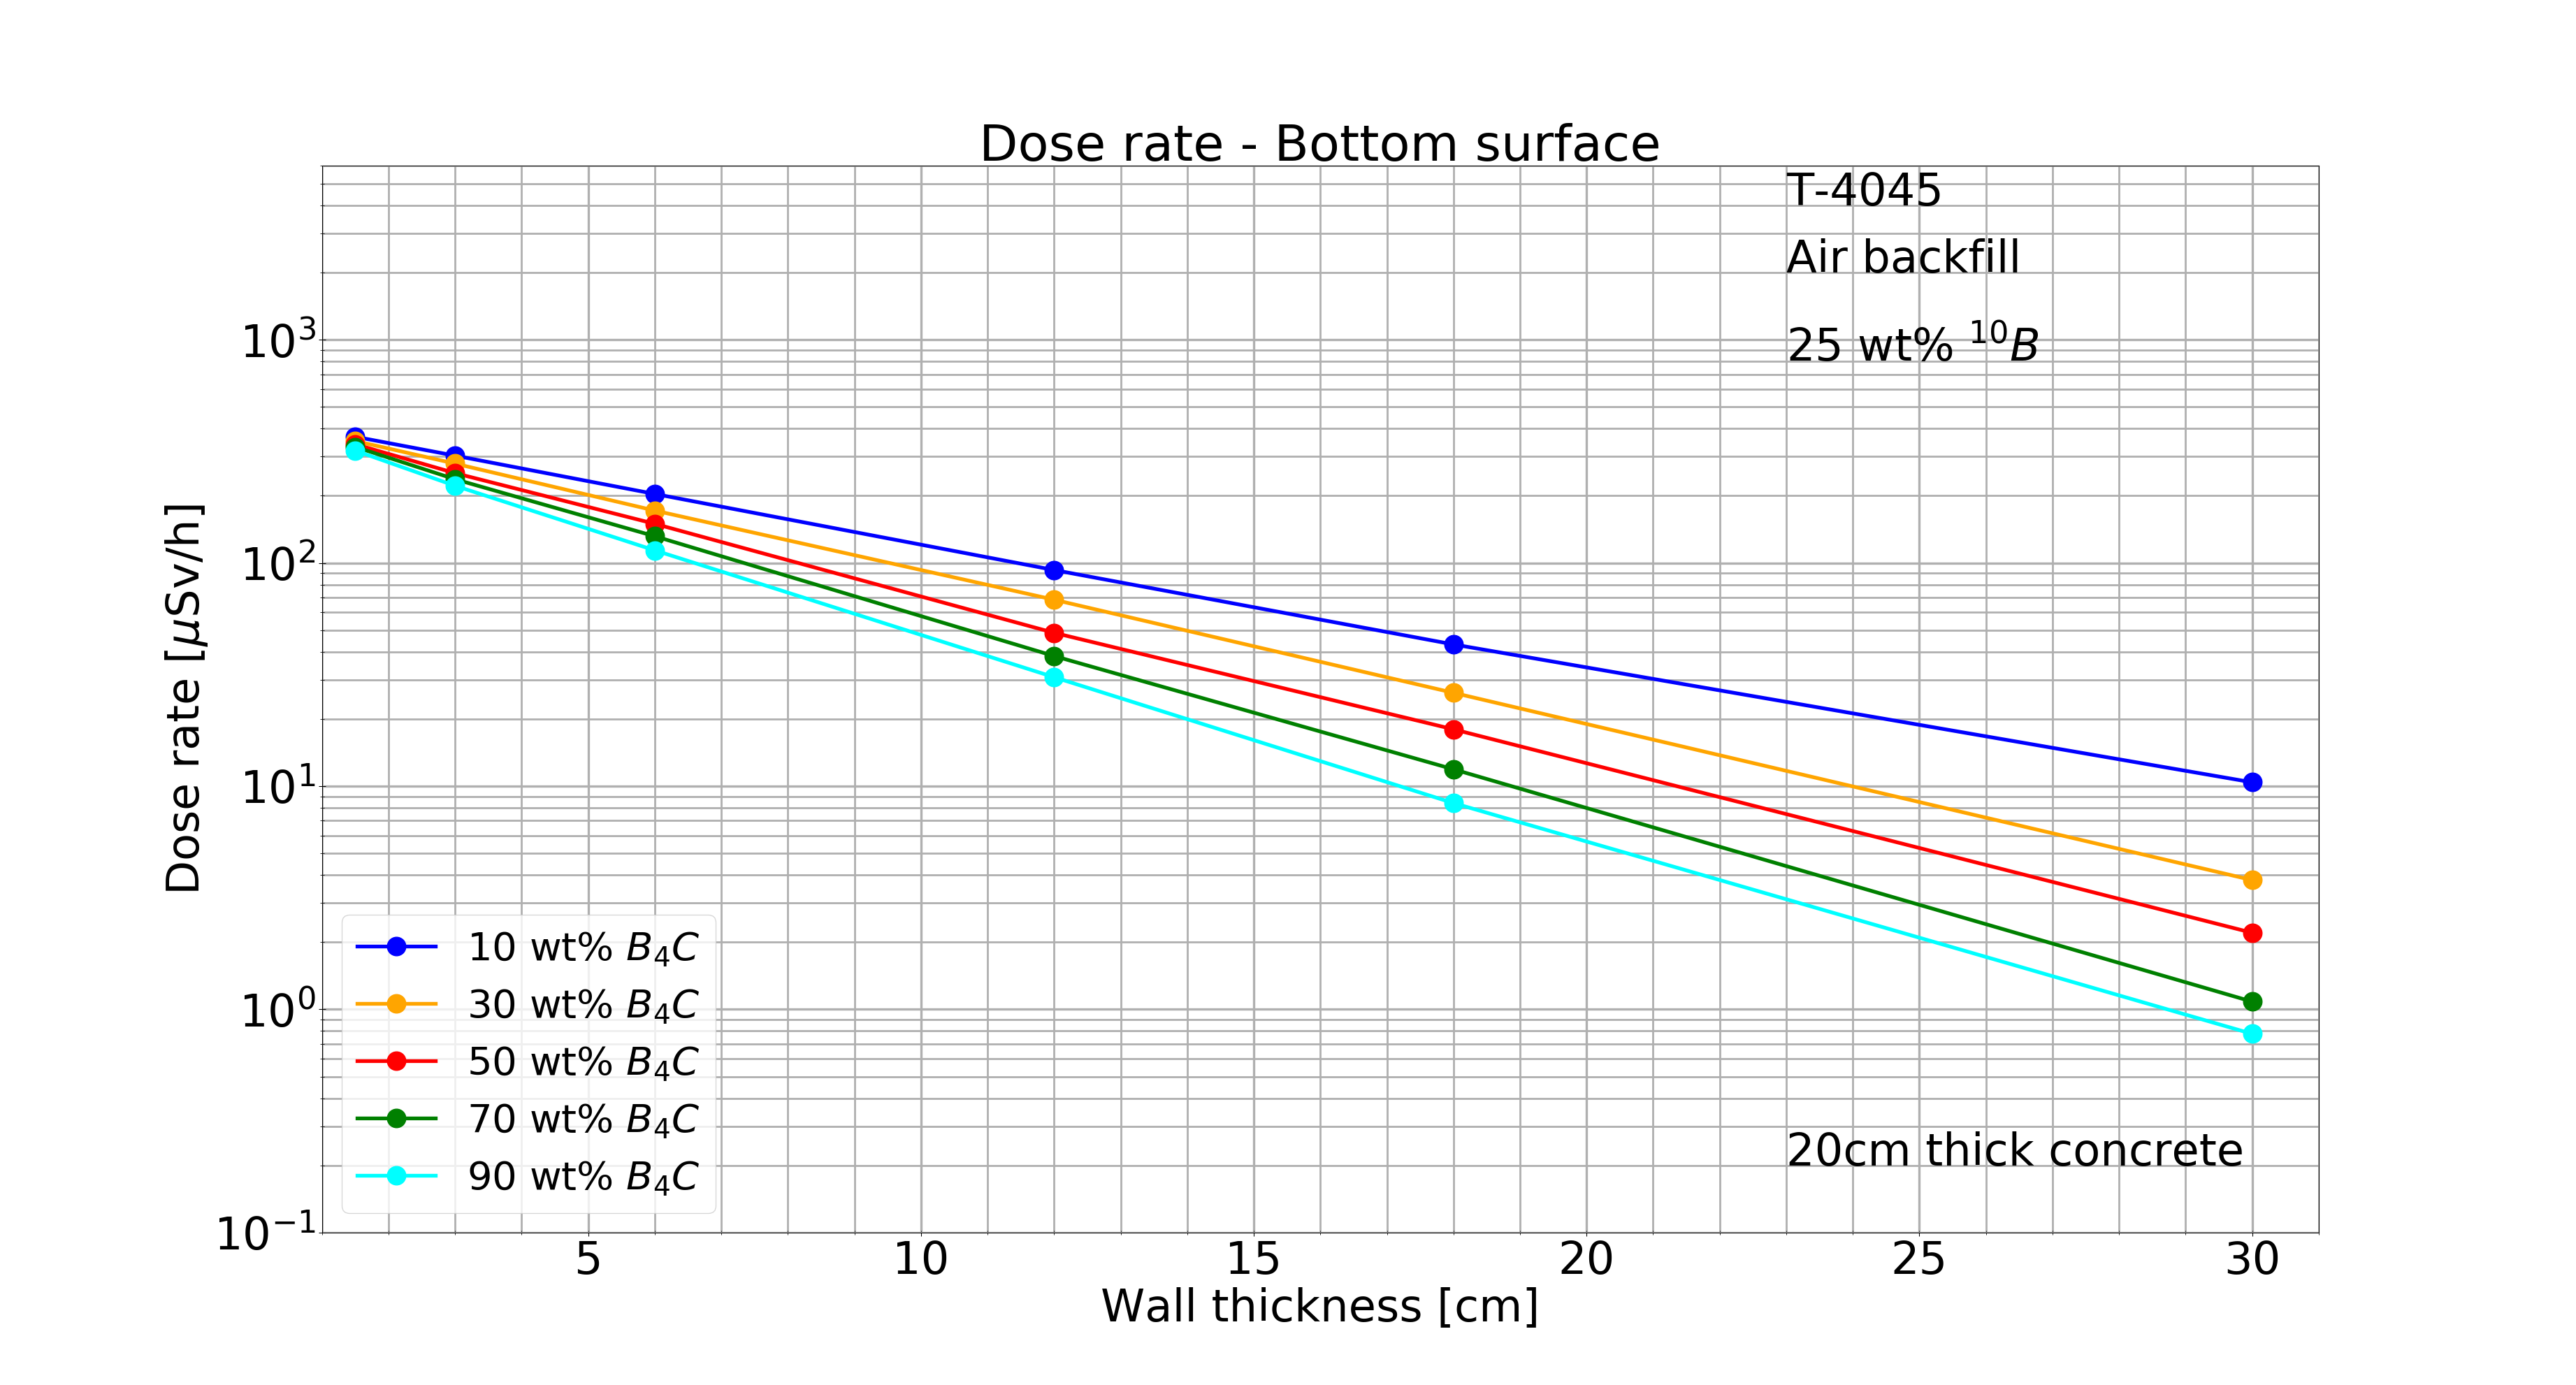 Dose rate - Bottom surface
T-4045
Air backfill
25 wt% ¹⁰B
10³
10²
10¹
10⁰
10⁻¹
Dose rate [μSv/h]
10 wt% B₄C
30 wt% B₄C
50 wt% B₄C
70 wt% B₄C
90 wt% B₄C
20cm thick concrete
5 10 15 20 25 30
Wall thickness [cm]